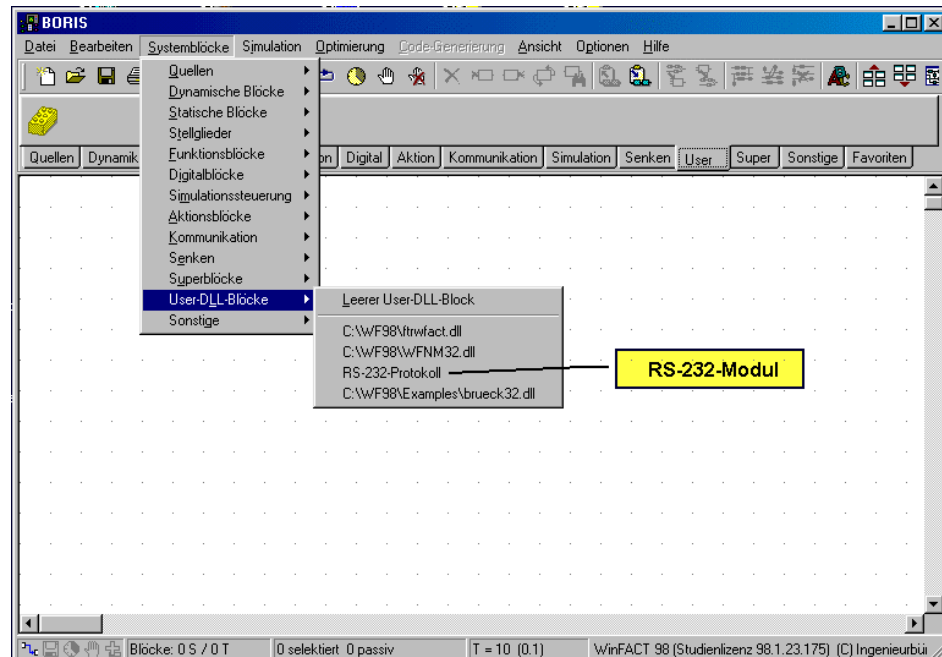 BORIS
Datei Bearbeiten Systemblöcke Simulation Optimierung Code-Generierung Ansicht Optionen Hilfe
Quellen
Dynamische Blöcke
Statische Blöcke
Stellglieder
Funktionsblöcke
Digitalblöcke
Simulationssteuerung
Aktionsblöcke
Kommunikation
Senken
Superblöcke
User-DLL-Blöcke
Sonstige
Quellen Dynamik on Digital Aktion Kommunikation Simulation Senken User Super Sonstige Favoriten
Leerer User-DLL-Block
C:\WF98\ftrwfact.dll
C:\WF98\WFNM32.dll
RS-232-Protokoll
C:\WF98\Examples\brueck32.dll
RS-232-Modul
Blöcke: 0 S / 0 T 0 selektiert 0 passiv T = 10 (0.1) WinFACT 98 (Studienlizenz 98.1.23.175) (C) Ingenieurbüi